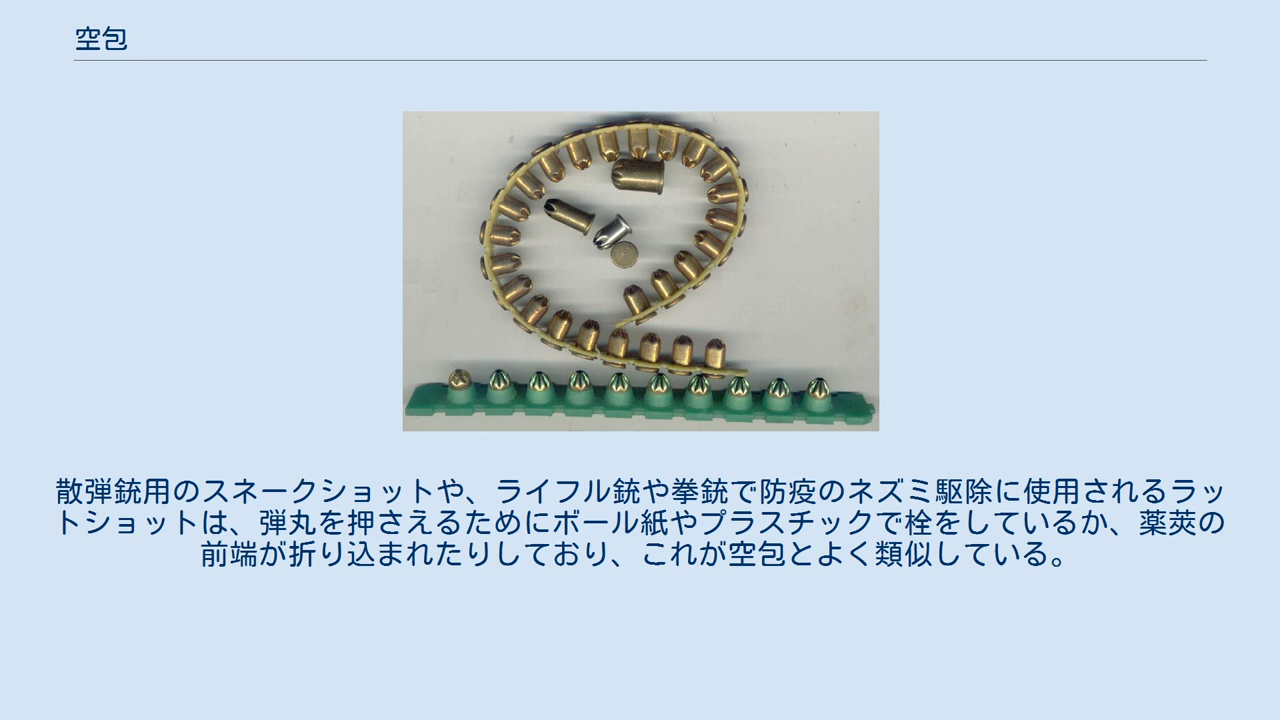 空包
散弾銃用のスネークショットや、ライフル銃や拳銃で防疫のネズミ駆除に使用されるラッ
トショットは、弾丸を押さえるためにボール紙やプラスチックで栓をしているか、薬莢の
前端が折り込まれたりしており、これが空包とよく類似している。